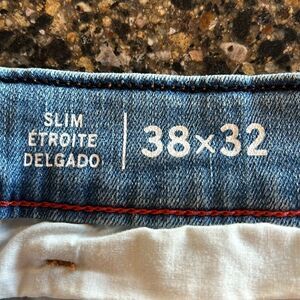 SLIM
ÉTROITE
DELGADO
38×32